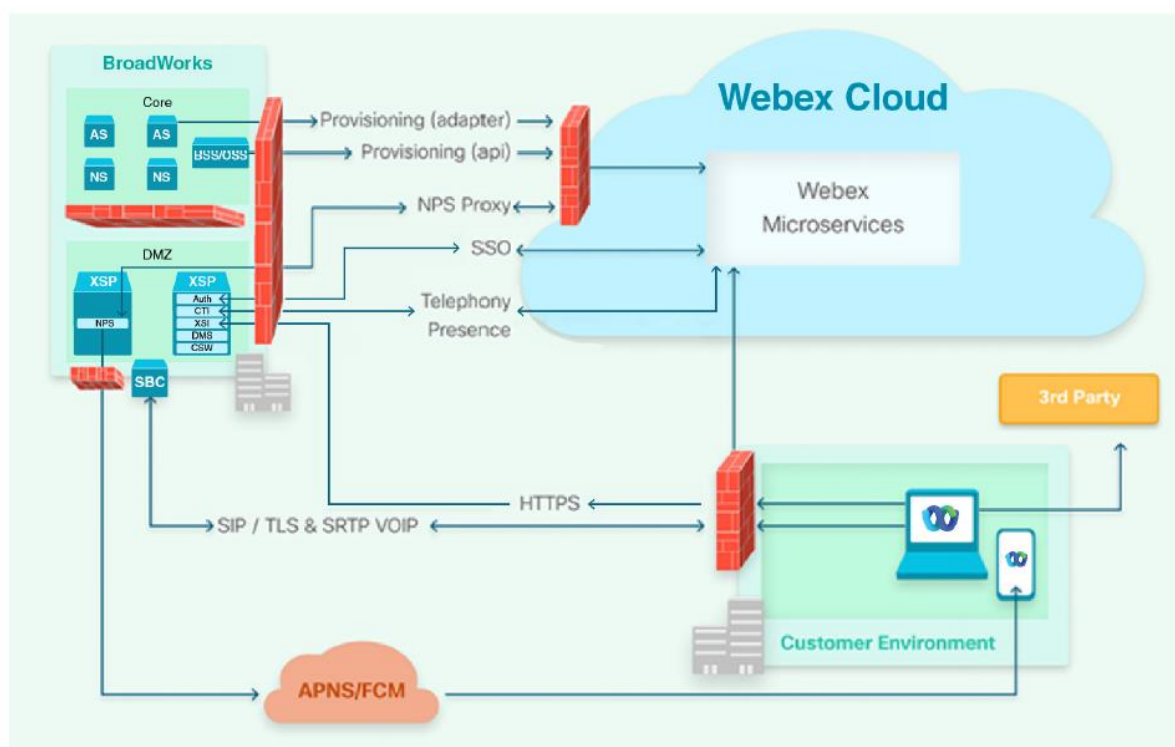 BroadWorks
Core
AS
AS
BSS/OSS
NS
NS
DMZ
XSP
NPS
XSP
Auth
CTI
XSI
DMS
CSW
SBC
Provisioning (adapter)
Provisioning (api)
NPS Proxy
SSO
Telephony
Presence
Webex Cloud
Webex
Microservices
3rd Party
HTTPS
SIP / TLS & SRTP VOIP
Customer Environment
APNS/FCM